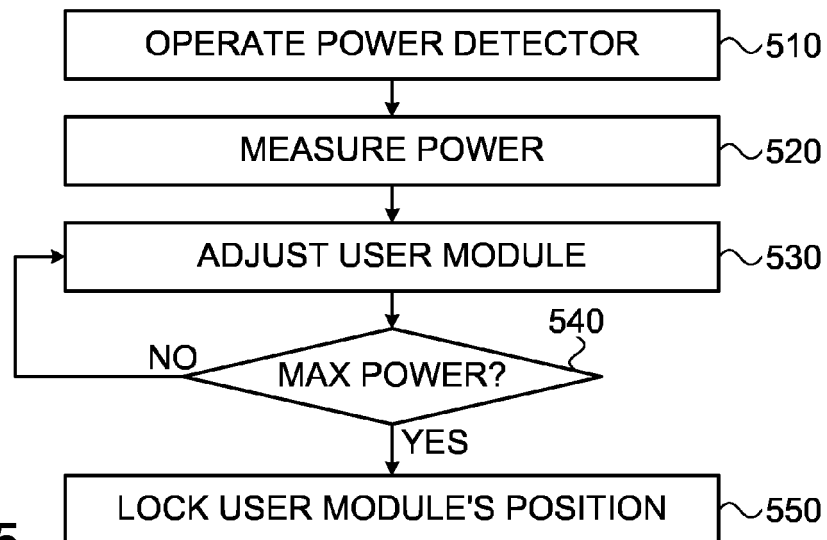 OPERATE POWER DETECTOR
510
MEASURE POWER
520
ADJUST USER MODULE
530
540
NO
MAX POWER?
YES
LOCK USER MODULE'S POSITION
550
5